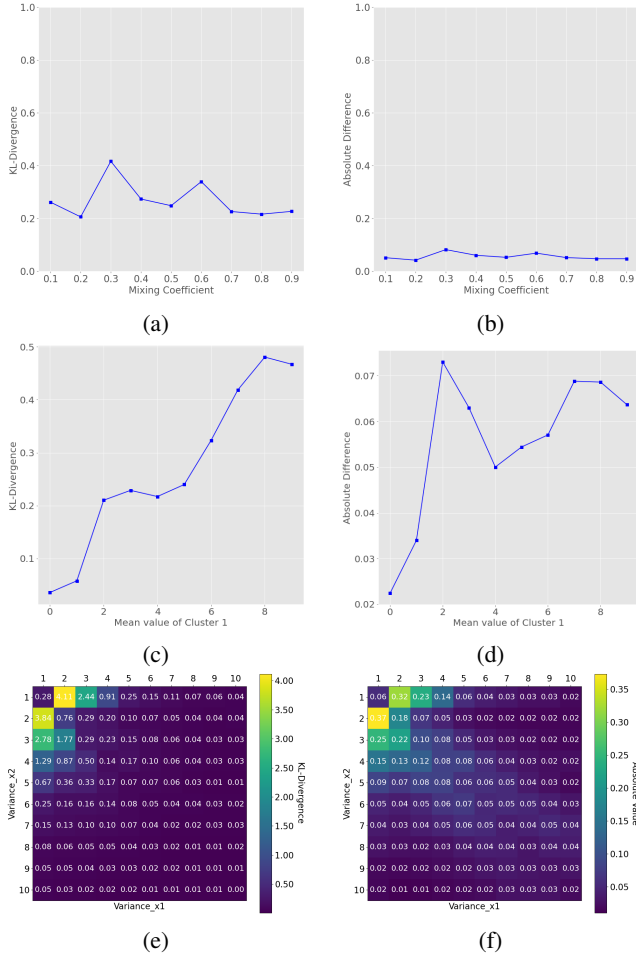 1.0
0.8
0.6
0.4
0.2
0.0
KL-Divergence
0.1 0.2 0.3 0.4 0.5 0.6 0.7 0.8 0.9
Mixing Coefficient
(a)
1.0
0.8
0.6
0.4
0.2
0.0
Absolute Difference
0.1 0.2 0.3 0.4 0.5 0.6 0.7 0.8 0.9
Mixing Coefficient
(b)
0.5
0.4
0.3
0.2
0.1
KL-Divergence
0 2 4 6 8
Mean value of Cluster 1
(c)
0.07
0.06
0.05
0.04
0.03
0.02
Absolute Difference
0 2 4 6 8
Mean value of Cluster 1
(d)
1 2 3 4 5 6 7 8 9 10
1 0.28 4.11 2.44 0.91 0.25 0.15 0.11 0.07 0.06 0.04
2 3.84 0.76 0.29 0.20 0.10 0.07 0.05 0.04 0.04 0.04
3 2.78 1.77 0.29 0.23 0.15 0.08 0.06 0.04 0.03 0.03
4 1.29 0.87 0.50 0.14 0.17 0.10 0.06 0.04 0.03 0.02
5 0.67 0.36 0.33 0.17 0.07 0.07 0.06 0.03 0.01 0.01
6 0.25 0.16 0.16 0.14 0.08 0.05 0.04 0.04 0.03 0.02
7 0.15 0.13 0.10 0.10 0.07 0.04 0.02 0.02 0.03 0.01
8 0.08 0.06 0.05 0.05 0.04 0.03 0.03 0.01 0.01 0.01
9 0.05 0.05 0.04 0.03 0.03 0.02 0.02 0.02 0.01 0.01
10 0.05 0.03 0.02 0.02 0.02 0.01 0.01 0.01 0.01 0.00
Variance_x2
Variance_x1
4.00
3.50
3.00
2.50
2.00
1.50
1.00
0.50
KL-Divergence
(e)
1 2 3 4 5 6 7 8 9 10
1 0.06 0.32 0.23 0.14 0.06 0.04 0.03 0.03 0.03 0.02
2 0.37 0.18 0.07 0.05 0.03 0.02 0.02 0.02 0.02 0.02
3 0.25 0.22 0.10 0.08 0.05 0.03 0.03 0.02 0.02 0.02
4 0.15 0.13 0.12 0.08 0.08 0.06 0.04 0.03 0.03 0.02
5 0.09 0.07 0.08 0.08 0.06 0.06 0.05 0.04 0.03 0.02
6 0.05 0.04 0.05 0.06 0.07 0.05 0.05 0.04 0.04 0.03
7 0.04 0.03 0.04 0.05 0.06 0.05 0.04 0.04 0.05 0.04
8 0.03 0.02 0.02 0.03 0.04 0.04 0.04 0.04 0.04 0.03
9 0.02 0.02 0.02 0.02 0.03 0.03 0.03 0.04 0.03 0.03
10 0.02 0.01 0.02 0.02 0.02 0.03 0.03 0.03 0.03 0.02
Variance_x2
Variance_x1
0.35
0.30
0.25
0.20
0.15
0.10
0.05
Absolute Value
(f)